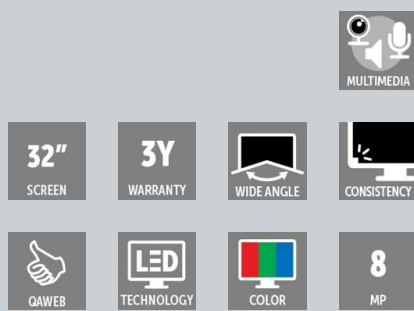 MULTIMEDIA
32"
SCREEN
3Y
WARRANTY
WIDE ANGLE
CONSISTENCY
QAWEB
LED
TECHNOLOGY
COLOR
8
MP